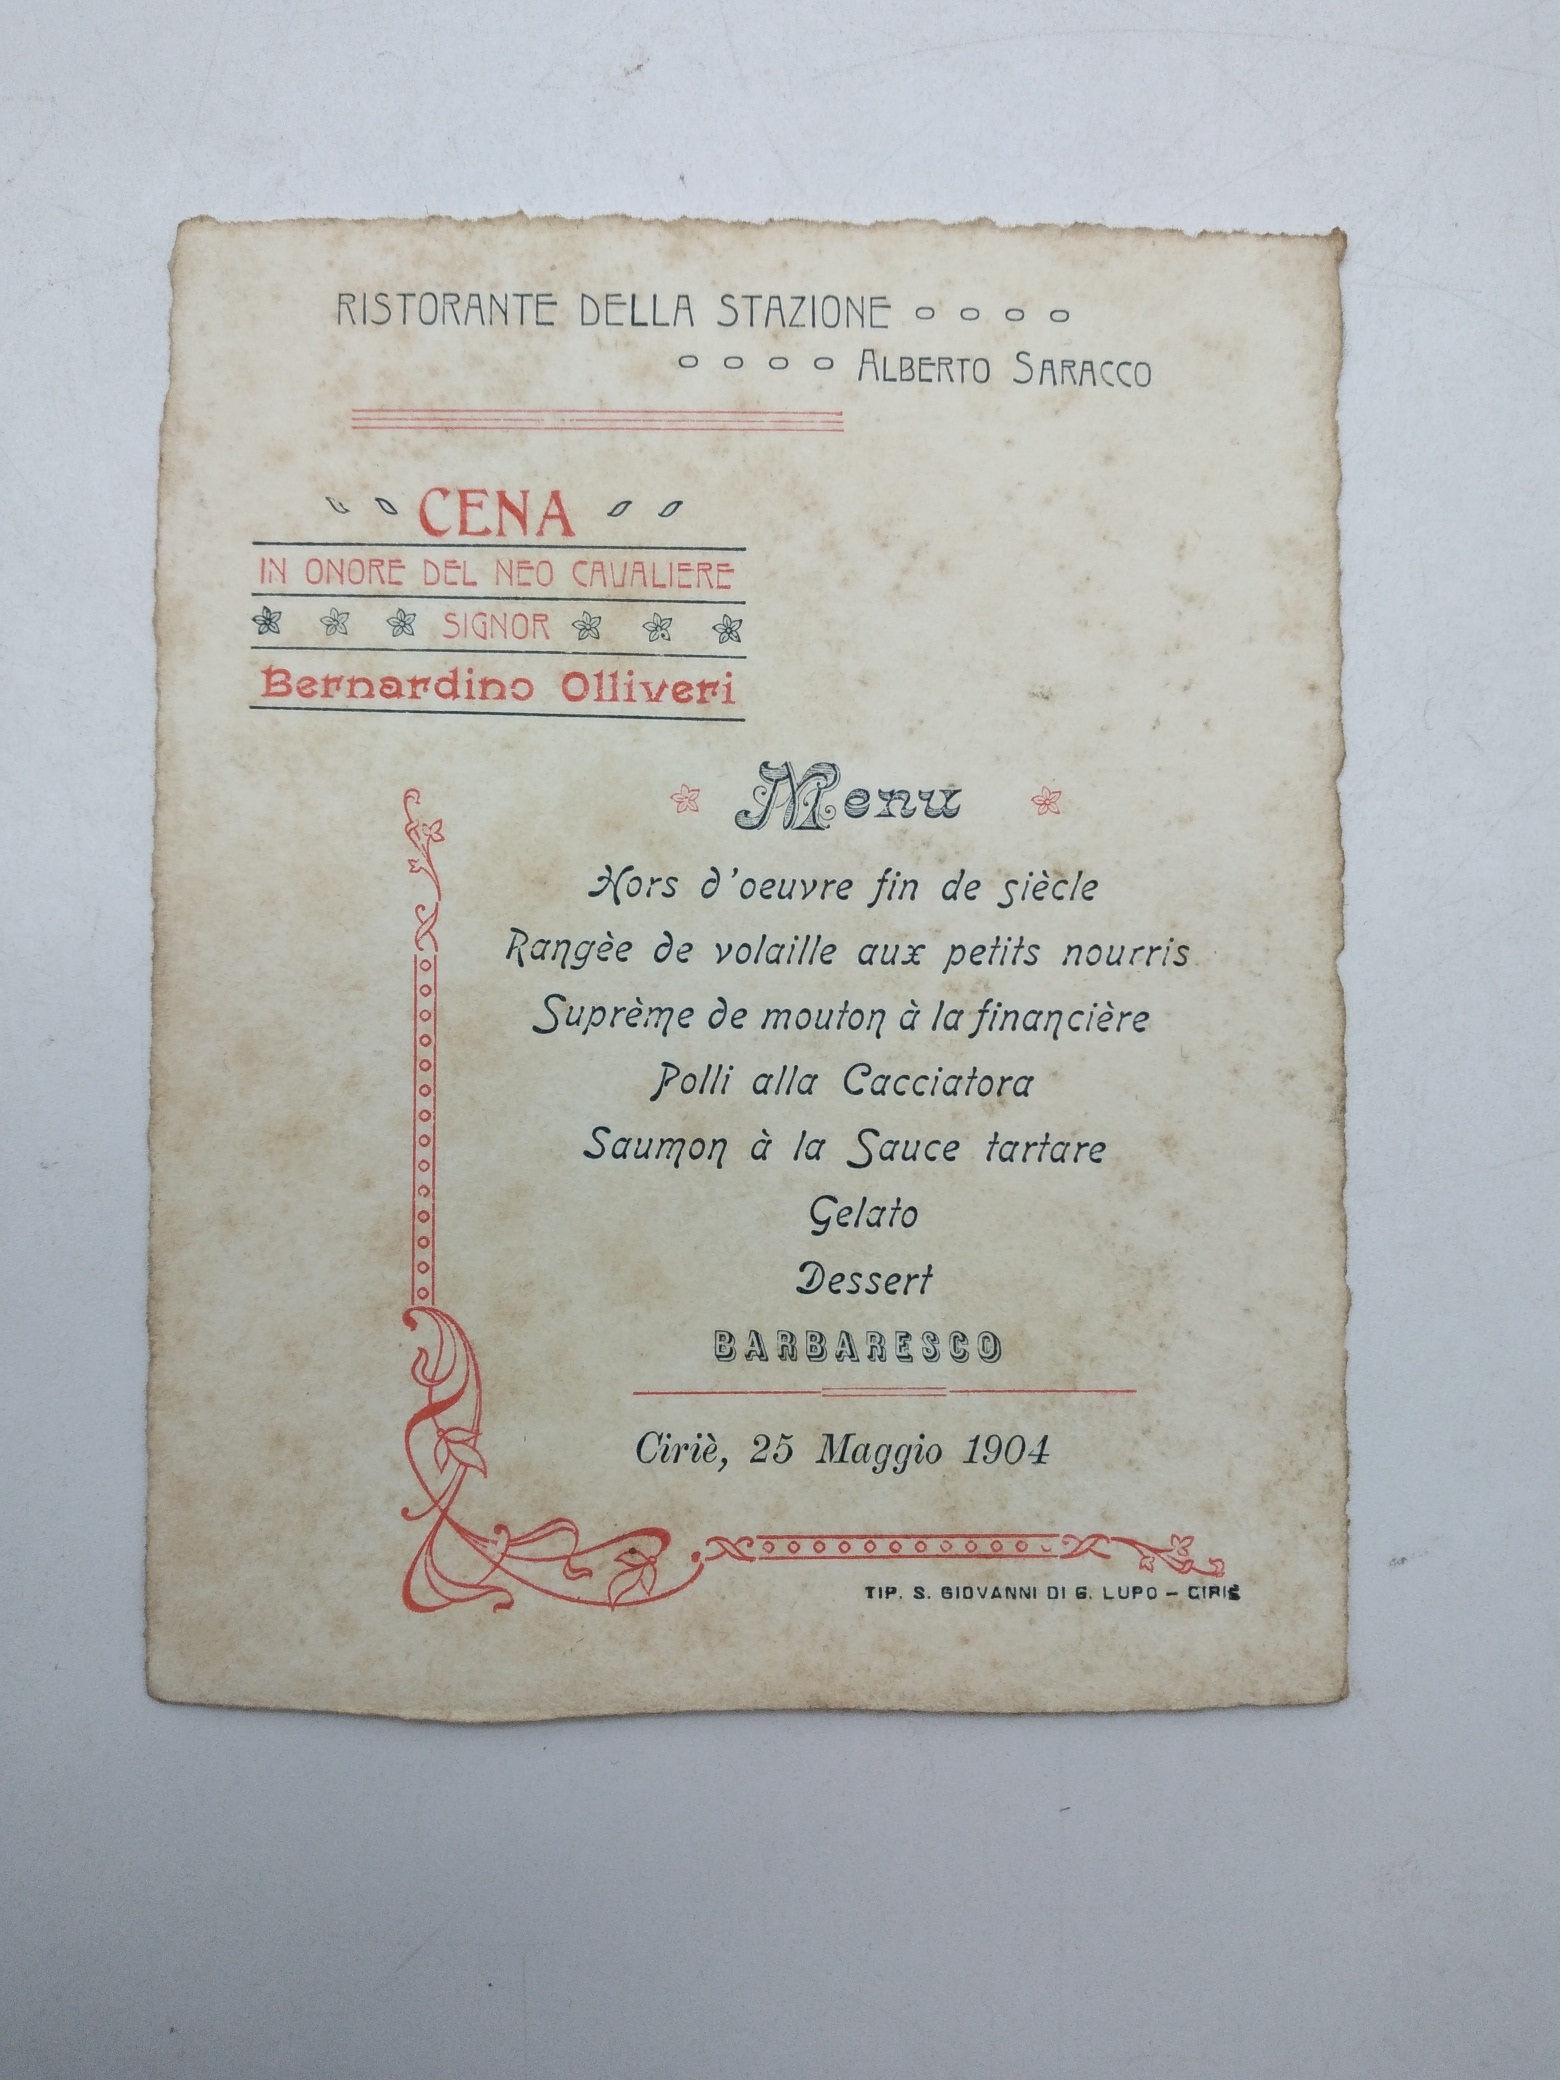 RISTORANTE DELLA STAZIONE
ALBERTO SARACCO
CENA
IN ONORE DEL NEO CAVALIERE
SIGNOR
Bernardino Olliveri
Menu
Hors d'oeuvre fin de siècle
Rangèe de volaille aux petits nourris
Suprème de mouton à la financière
Polli alla Cacciatora
Saumon à la Sauce tartare
Gelato
Dessert
BARBARESCO
Ciriè, 25 Maggio 1904
TIP. S. GIOVANNI DI G. LUPO – CIRIÈ